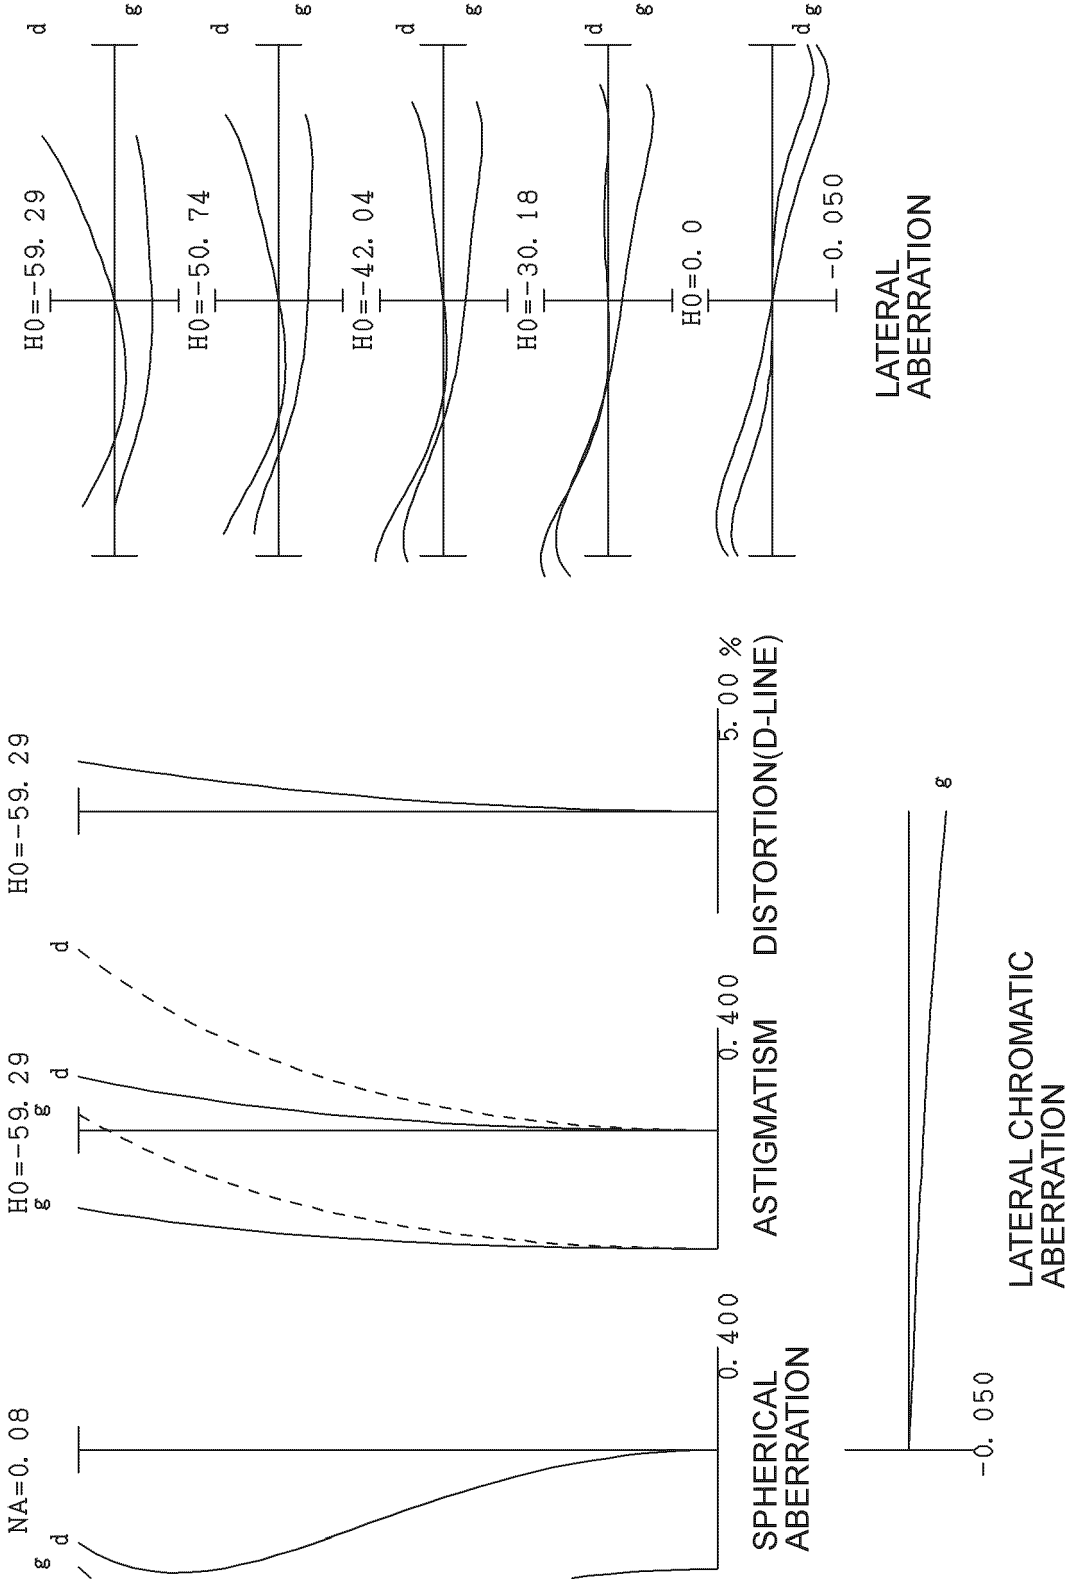 NA=0. 08
g
d
0. 400
SPHERICAL
ABERRATION
H0=-59. 29
g
g
d
d
0. 400
ASTIGMATISM
H0=-59. 29
5. 00 %
DISTORTION(D-LINE)
g
-0. 050
LATERAL CHROMATIC
ABERRATION
H0=-59. 29
d
g
H0=-50. 74
d
g
H0=-42. 04
d
g
H0=-30. 18
d
g
H0=0. 0
d
g
-0. 050
LATERAL
ABERRATION